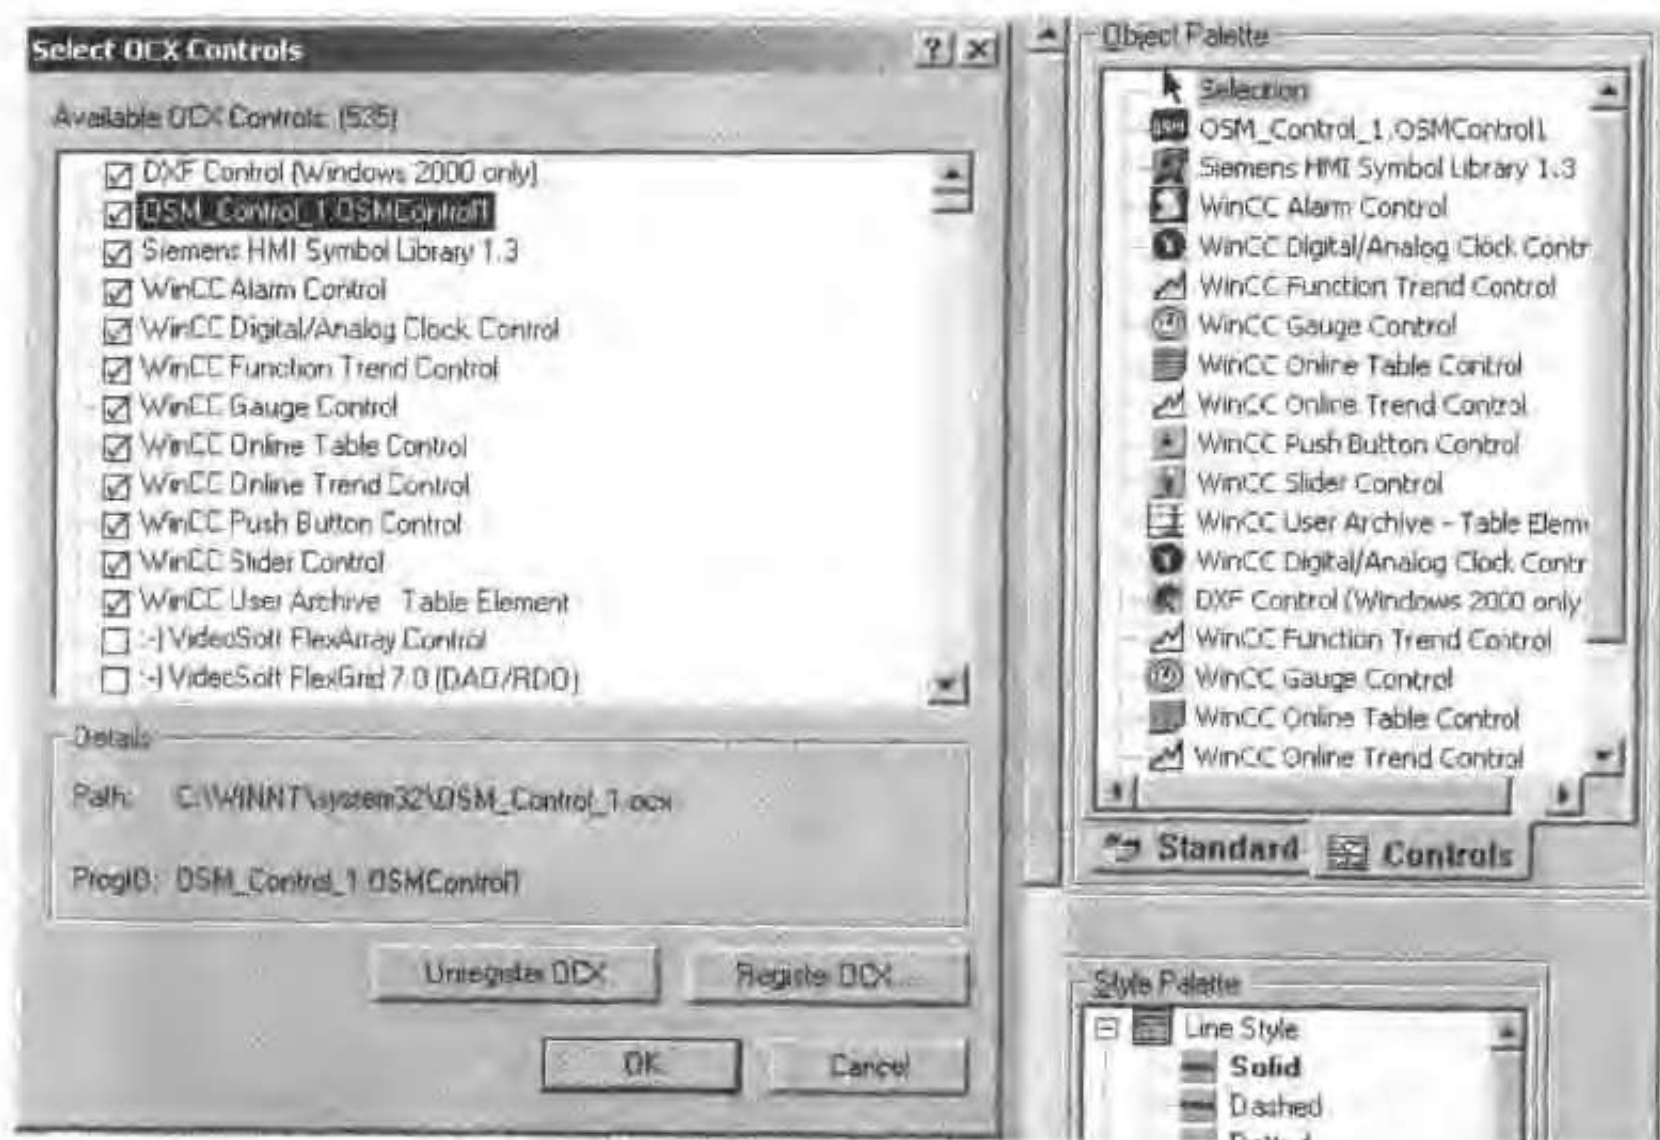 Select OCX Controls
Available OCX Controls: (535)
DXF Control (Windows 2000 only)
OSM_Control_1.OSMControl1
Siemens HMI Symbol Library 1.3
WinCC Alarm Control
WinCC Digital/Analog Clock Control
WinCC Function Trend Control
WinCC Gauge Control
WinCC Online Table Control
WinCC Online Trend Control
WinCC Push Button Control
WinCC Slider Control
WinCC User Archive Table Element
:-) VideoSoft FlexArray Control
:-) VideoSoft FlexGrid 7.0 (DAO/RDO)
Details
Path: C:\WINNT\system32\OSM_Control_1.ocx
ProgID: OSM_Control_1.OSMControl1
Unregister OCX
Register OCX...
OK
Cancel
Object Palette
Selection
OSM_Control_1.OSMControl1
Siemens HMI Symbol Library 1.3
WinCC Alarm Control
WinCC Digital/Analog Clock Contr
WinCC Function Trend Control
WinCC Gauge Control
WinCC Online Table Control
WinCC Online Trend Control
WinCC Push Button Control
WinCC Slider Control
WinCC User Archive - Table Elem
WinCC Digital/Analog Clock Contr
DXF Control (Windows 2000 only
WinCC Function Trend Control
WinCC Gauge Control
WinCC Online Table Control
WinCC Online Trend Control
Standard
Controls
Style Palette
Line Style
Solid
Dashed